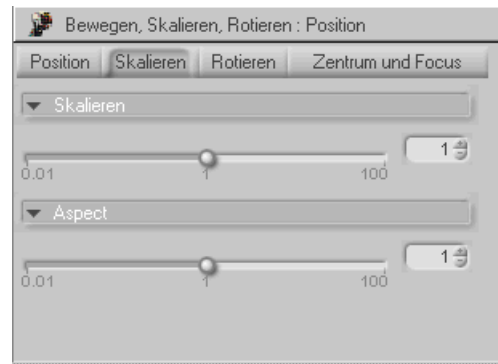 Bewegen, Skalieren, Rotieren : Position
Position Skalieren Rotieren Zentrum und Focus
Skalieren
1
0.01 1 100
Aspect
1
0.01 1 100